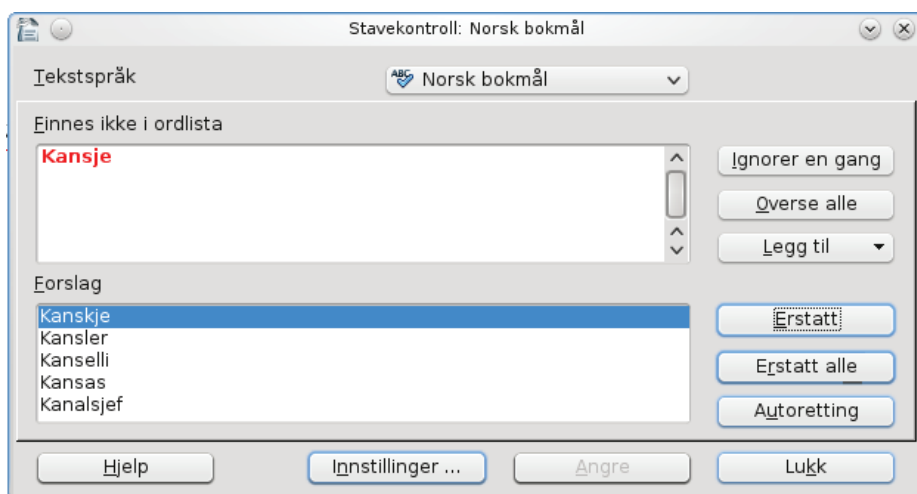 Stavekontroll: Norsk bokmål
Tekstspråk
ABC Norsk bokmål
Finnes ikke i ordlista
Kansje
Ignorer en gang
Overse alle
Legg til
Forslag
Kanskje
Kansler
Kanselli
Kansas
Kanalsjef
Erstatt
Erstatt alle
Autoretting
Hjelp
Innstillinger ...
Angre
Lukk